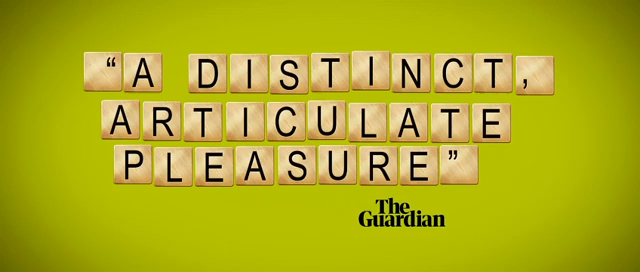 “A DISTINCT,
ARTICULATE
PLEASURE”
The
Guardian